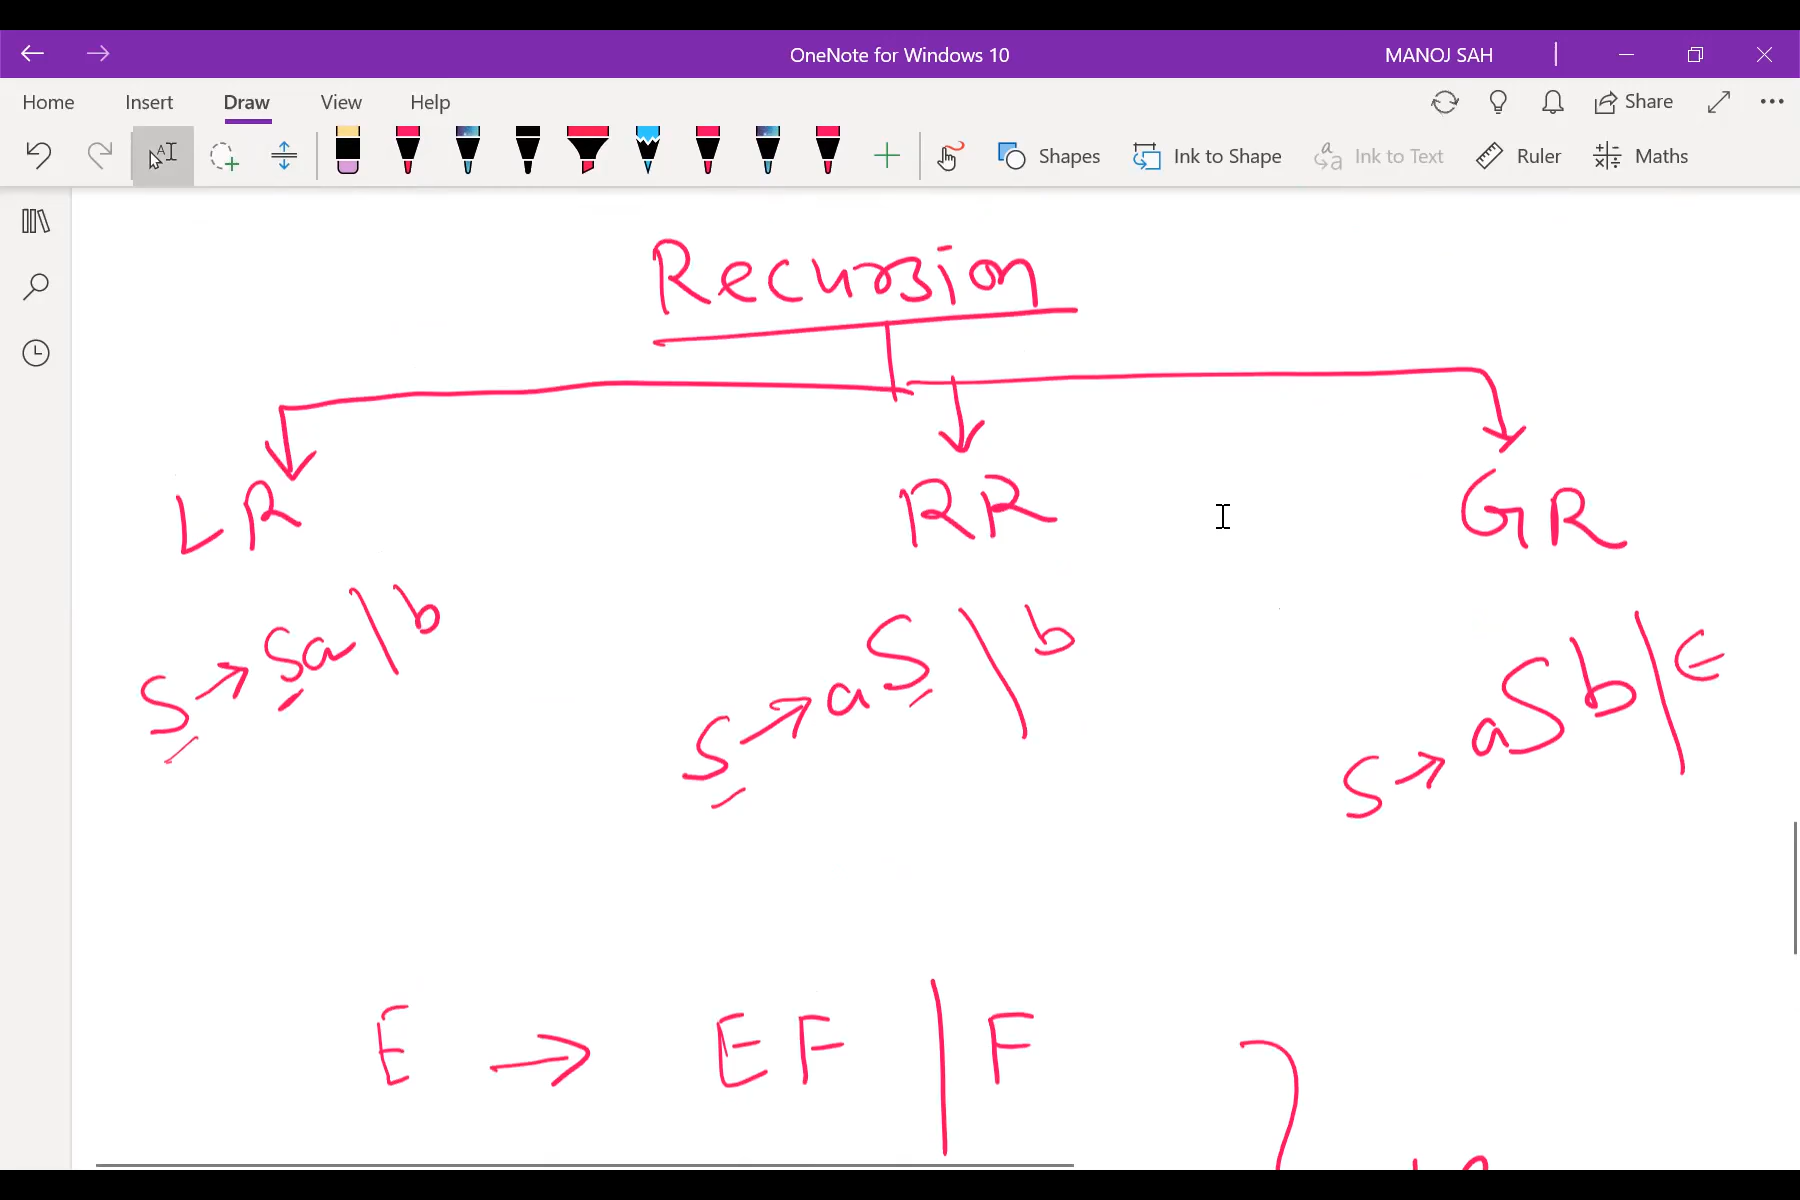 OneNote for Windows 10
MANOJ SAH
Home Insert Draw View Help
Share
Shapes Ink to Shape Ink to Text Ruler Maths
Recursion
LR RR GR
S → Sa | b
S → aS | b
S → aSb | ∈
E → EF | F